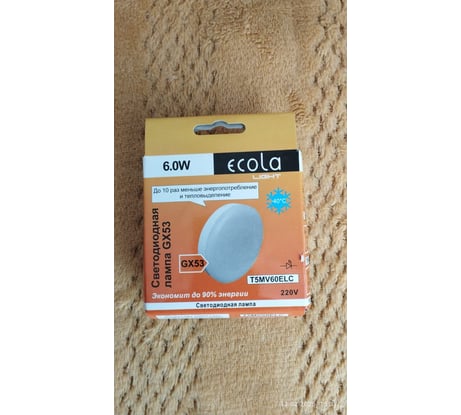 6.0W
ecola
LIGHT
До 10 раз меньше энергопотребление
и тепловыделение
-40°C
Светодиодная
лампа GX53
GX53
T5MV60ELC
Экономит до 90% энергии
220V
Светодиодная лампа